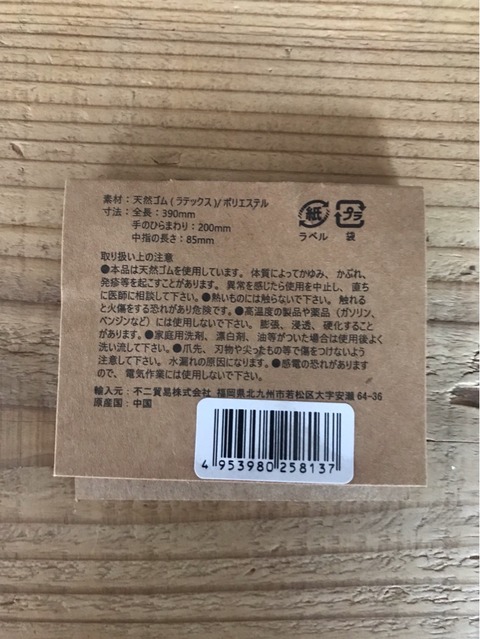 素材：天然ゴム(ラテックス)/ポリエステル
寸法：全長：390mm
手のひらまわり：200mm
中指の長さ：85mm
紙
ラベル
プラ
袋
取り扱い上の注意
●本品は天然ゴムを使用しています。体質によってかゆみ、かぶれ、
発疹等を起こすことがあります。異常を感じたら使用を中止し、直ち
に医師に相談して下さい。●熱いものには触らないで下さい。触れる
と火傷をする恐れがあり危険です。●高温度の製品や薬品（ガソリン、
ベンジンなど）には使用しないで下さい。膨張、浸透、硬化すること
があります。●家庭用洗剤、漂白剤、油等がついた場合は使用後よく
洗い流して下さい。●爪先、刃物や尖ったもの等で傷をつけないよう
注意して下さい。水漏れの原因になります。●感電の恐れがあります
ので、電気作業には使用しないで下さい。
輸入元：不二貿易株式会社 福岡県北九州市若松区大字安瀬 64-36
原産国：中国
4 953980 258137